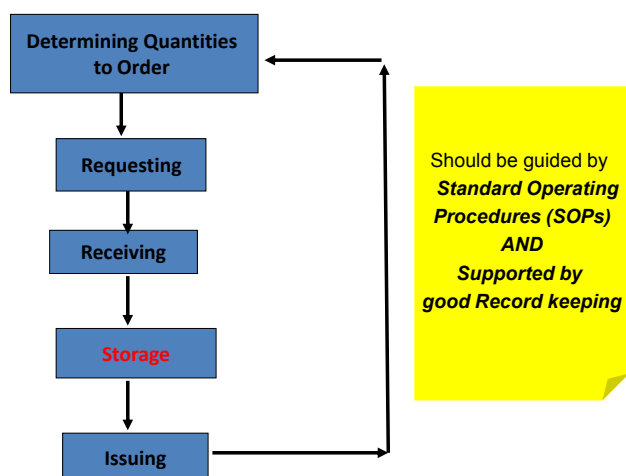 Determining Quantities
to Order
Requesting
Receiving
Storage
Issuing
Should be guided by
Standard Operating
Procedures (SOPs)
AND
Supported by
good Record keeping